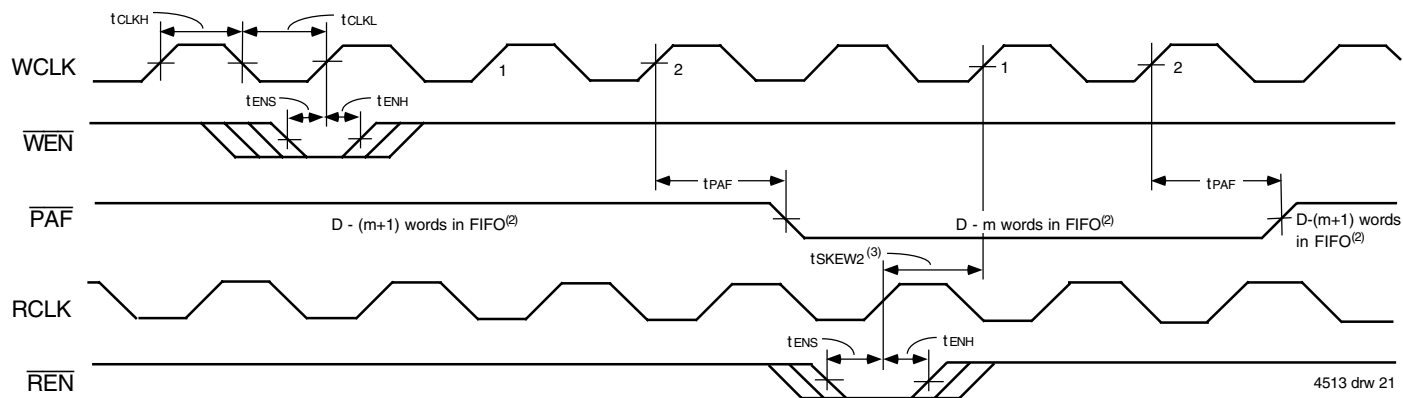 tCLKH
tCLKL
WCLK
1
2
1
2
tENS
tENH
WEN
tPAF
tPAF
PAF
D - (m+1) words in FIFO(2)
D - m words in FIFO(2)
D-(m+1) words
in FIFO(2)
tSKEW2(3)
RCLK
tENS
tENH
REN
4513 drw 21